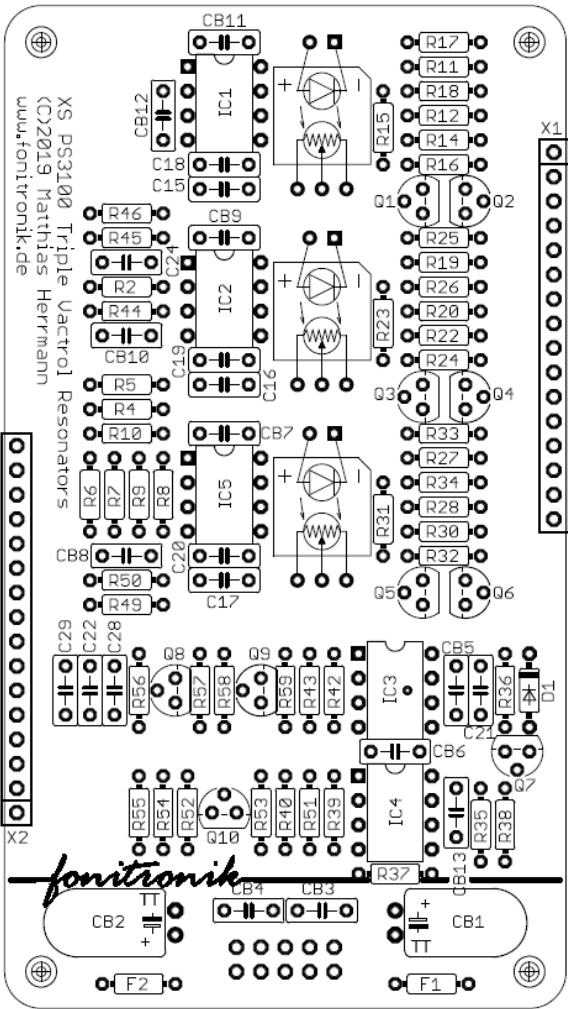 CB11
R17
R11
R18
R12
R14
R16
CB12
IC1
+
-
R15
X1
C18
C15
Q1
Q2
XS PS3100 Triple Vactrol Resonators
(C)2019 Matthias Herrmann
www.fonitronik.de
R46
R45
C24
R2
R44
CB10
CB9
IC2
+
-
R23
C19
C16
R25
R19
R26
R20
R22
R24
Q3
Q4
R5
R4
R10
R6
R7
R9
R8
CB7
IC5
+
-
R31
R33
R27
R34
R28
R30
R32
CB8
R50
R49
C20
C17
Q5
Q6
C29
C22
C28
R56
Q8
R57
R58
Q9
R59
R43
R42
IC3
CB5
C21
R36
D1
CB6
Q7
R55
R54
R52
Q10
R53
R40
R51
R39
IC4
CB13
R35
R38
X2
R37
fonitronik
CB2
TT
+
CB4
CB3
CB1
+
TT
F2
F1